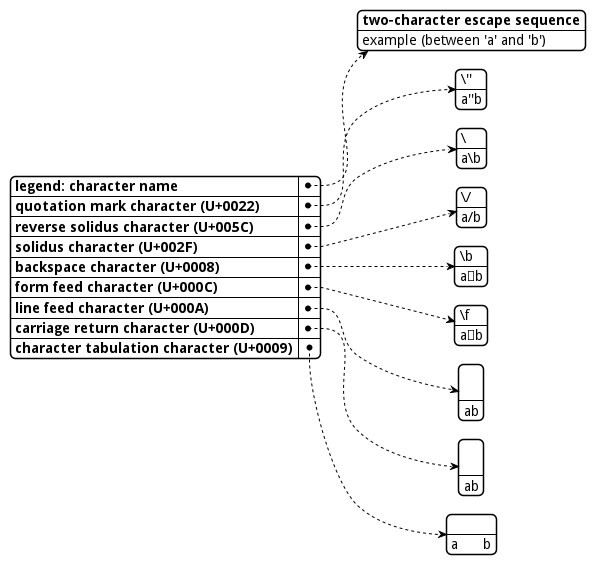 two-character escape sequence
example (between 'a' and 'b')
\"
a"b
\
a\b
legend: character name
quotation mark character (U+0022)
reverse solidus character (U+005C)
solidus character (U+002F)
backspace character (U+0008)
form feed character (U+000C)
line feed character (U+000A)
carriage return character (U+000D)
character tabulation character (U+0009)
\/
a/b
\b
a▯b
\f
a▯b
ab
ab
a	b